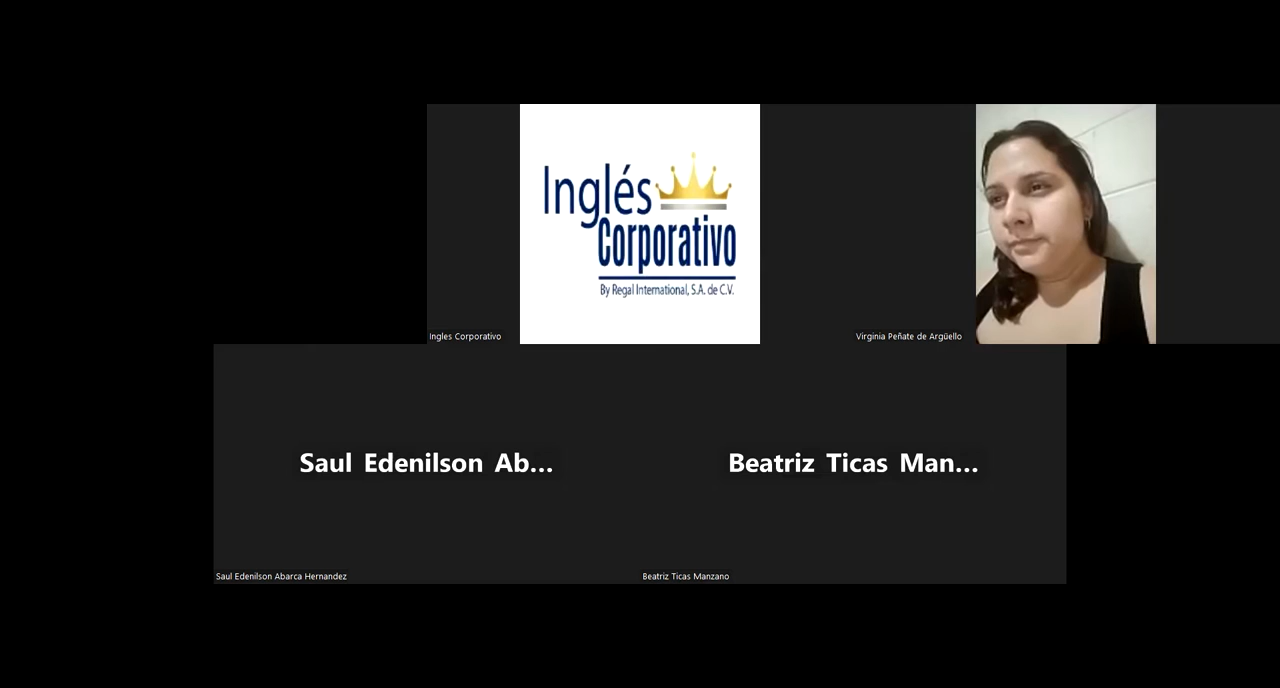 Inglés
Corporativo
By Regal International, S.A. de C.V.
Ingles Corporativo
Virginia Peñate de Argüello
Saul Edenilson Ab...
Beatriz Ticas Man...
Saul Edenilson Abarca Hernandez
Beatriz Ticas Manzano